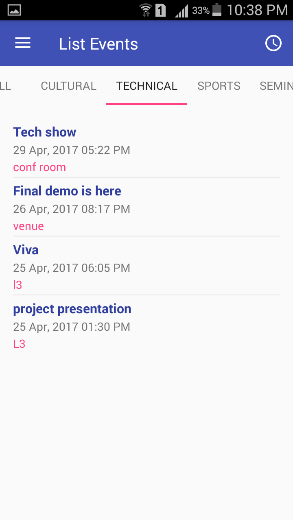 1 33% 10:38 PM
List Events
LL CULTURAL TECHNICAL SPORTS SEMIN
Tech show
29 Apr, 2017 05:22 PM
conf room
Final demo is here
26 Apr, 2017 08:17 PM
venue
Viva
25 Apr, 2017 06:05 PM
l3
project presentation
25 Apr, 2017 01:30 PM
L3